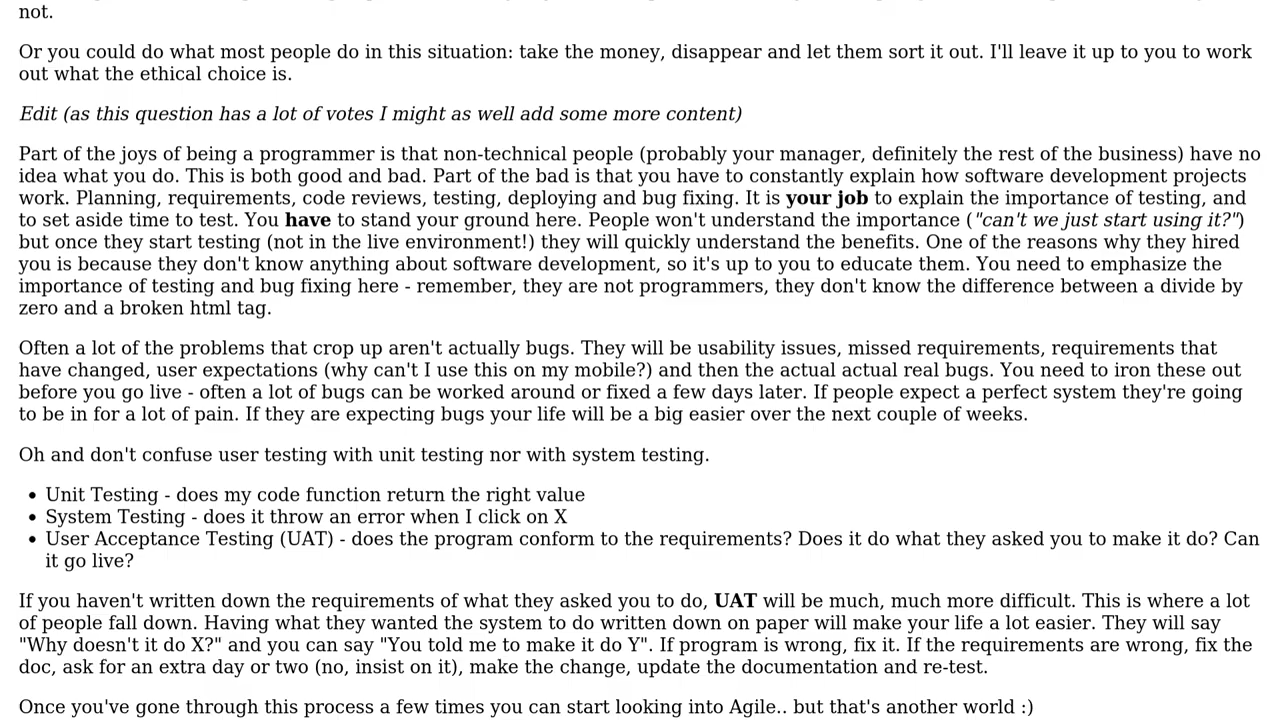 not.
Or you could do what most people do in this situation: take the money, disappear and let them sort it out. I'll leave it up to you to work
out what the ethical choice is.
Edit (as this question has a lot of votes I might as well add some more content)
Part of the joys of being a programmer is that non-technical people (probably your manager, definitely the rest of the business) have no
idea what you do. This is both good and bad. Part of the bad is that you have to constantly explain how software development projects
work. Planning, requirements, code reviews, testing, deploying and bug fixing. It is your job to explain the importance of testing, and
to set aside time to test. You have to stand your ground here. People won't understand the importance ("can't we just start using it?")
but once they start testing (not in the live environment!) they will quickly understand the benefits. One of the reasons why they hired
you is because they don't know anything about software development, so it's up to you to educate them. You need to emphasize the
importance of testing and bug fixing here - remember, they are not programmers, they don't know the difference between a divide by
zero and a broken html tag.
Often a lot of the problems that crop up aren't actually bugs. They will be usability issues, missed requirements, requirements that
have changed, user expectations (why can't I use this on my mobile?) and then the actual actual real bugs. You need to iron these out
before you go live - often a lot of bugs can be worked around or fixed a few days later. If people expect a perfect system they're going
to be in for a lot of pain. If they are expecting bugs your life will be a big easier over the next couple of weeks.
Oh and don't confuse user testing with unit testing nor with system testing.
• Unit Testing - does my code function return the right value
• System Testing - does it throw an error when I click on X
• User Acceptance Testing (UAT) - does the program conform to the requirements? Does it do what they asked you to make it do? Can
it go live?
If you haven't written down the requirements of what they asked you to do, UAT will be much, much more difficult. This is where a lot
of people fall down. Having what they wanted the system to do written down on paper will make your life a lot easier. They will say
"Why doesn't it do X?" and you can say "You told me to make it do Y". If program is wrong, fix it. If the requirements are wrong, fix the
doc, ask for an extra day or two (no, insist on it), make the change, update the documentation and re-test.
Once you've gone through this process a few times you can start looking into Agile.. but that's another world :)